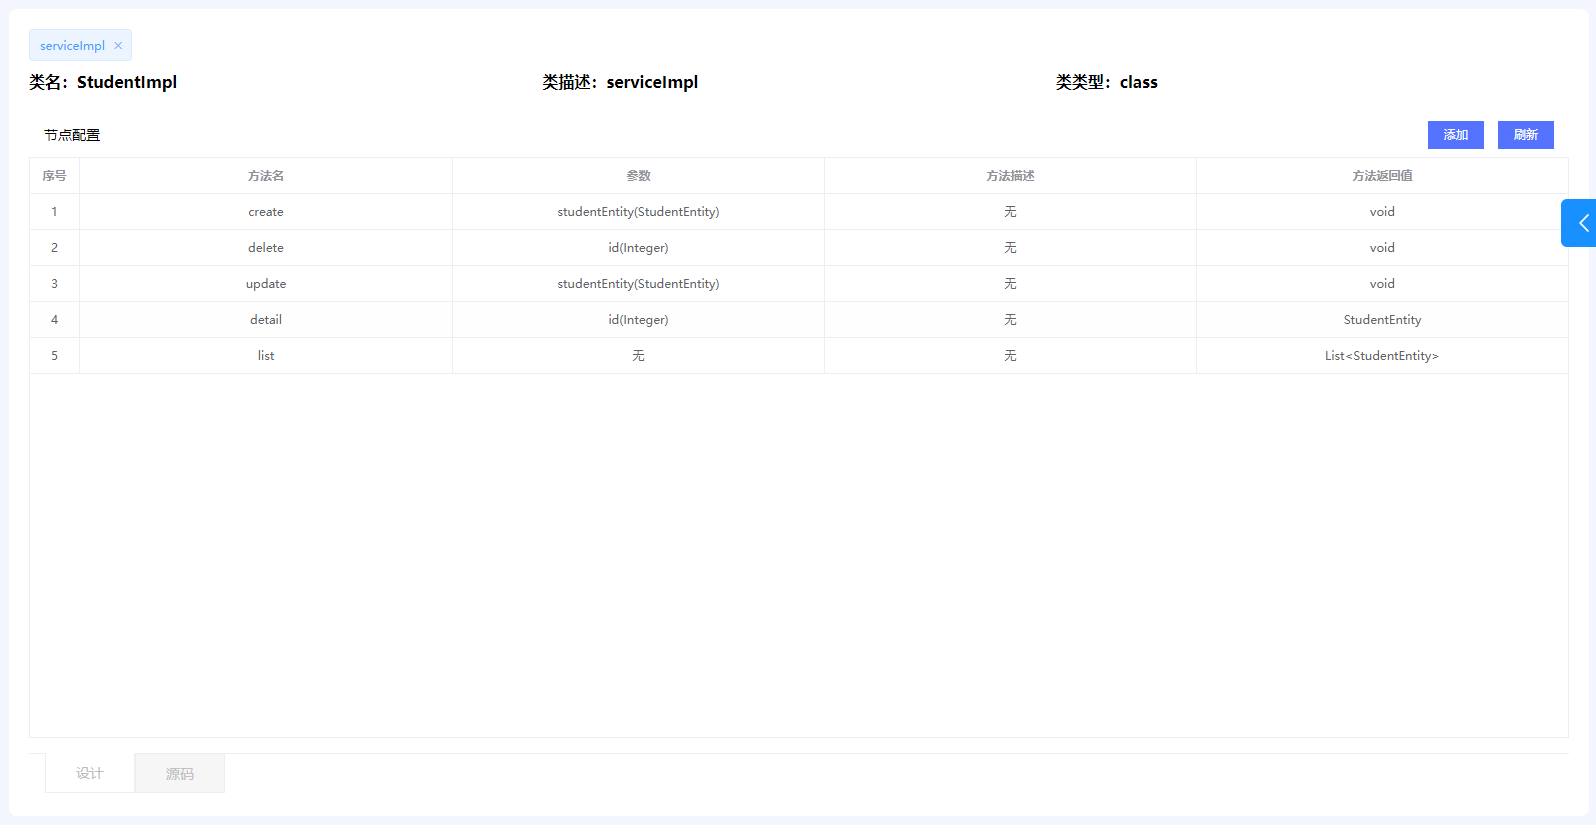 serviceImpl ×
类名：StudentImpl 类描述：serviceImpl 类类型：class
节点配置 添加 刷新
序号 方法名 参数 方法描述 方法返回值
1 create studentEntity(StudentEntity) 无 void
2 delete id(Integer) 无 void
3 update studentEntity(StudentEntity) 无 void
4 detail id(Integer) 无 StudentEntity
5 list 无 无 List<StudentEntity>
设计 源码